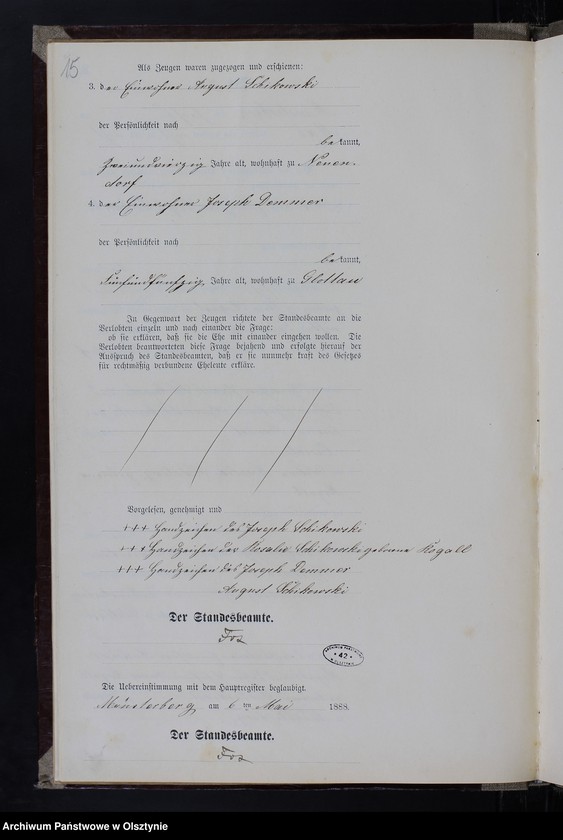 15
Als Zeugen waren zugezogen und erschienen:
3. der Einwohner August Schikowski
der Persönlichkeit nach
bekannt,
Zweiundvierzig Jahre alt, wohnhaft zu Neuen-
dorf
4. der Einwohner Joseph Demmer
der Persönlichkeit nach
bekannt,
Fünfundfünfzig Jahre alt, wohnhaft zu Glottau
In Gegenwart der Zeugen richtete der Standesbeamte an die
Verlobten einzeln und nach einander die Frage:
ob sie erklären, daß sie die Ehe mit einander eingehen wollen. Die
Verlobten beantworteten diese Frage bejahend und erfolgte hierauf der
Ausspruch des Standesbeamten, daß er sie nunmehr kraft des Gesetzes
für rechtmäßig verbundene Eheleute erkläre.
Vorgelesen, genehmigt und
+++ Handzeichen des Joseph Schikowski
+++ Handzeichen der Rosalie Schikowski geborene Rogall
+++ Handzeichen des Joseph Demmer
August Schikowski
Der Standesbeamte.
Fox
42
Die Uebereinstimmung mit dem Hauptregister beglaubigt.
Münsterberg am 6 ten Mai 1888.
Der Standesbeamte.
Fox
Archiwum Państwowe w Olsztynie